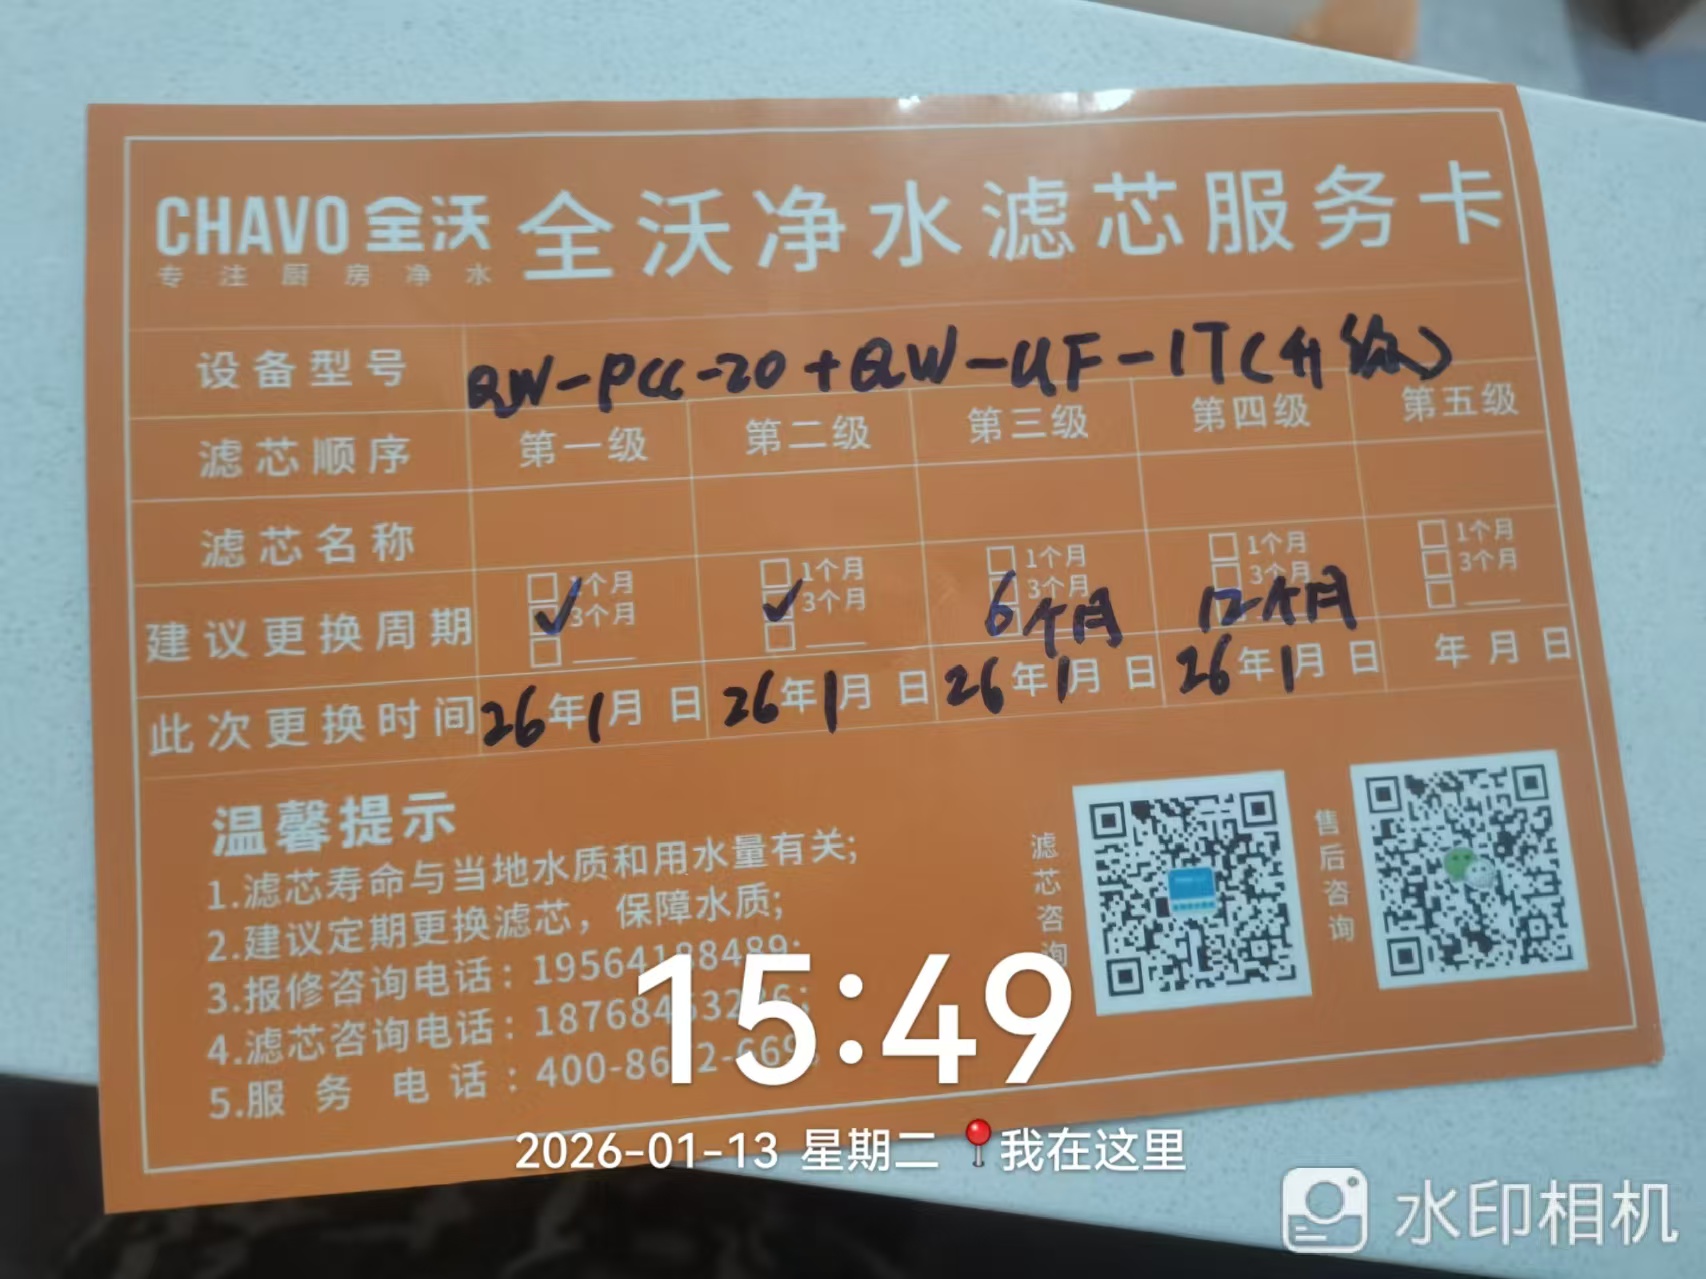 CHAVO 全沃 全沃净水滤芯服务卡
专注厨房净水
设备型号 QW-PCC-20+QW-UF-1T(升级)
滤芯顺序 第一级 第二级 第三级 第四级 第五级
滤芯名称
建议更换周期
1个月 1个月 1个月 1个月 1个月
✓ 3个月 ✓ 3个月 3个月 3个月 3个月
6个月 12个月
此次更换时间 26年1月 日 26年1月 日 26年1月 日 26年1月 日 年 月 日
温馨提示
1.滤芯寿命与当地水质和用水量有关;
2.建议定期更换滤芯，保障水质;
3.报修咨询电话：
4.滤芯咨询电话：
5.服务电话：
滤芯咨询
售后咨询
15:49
2026-01-13 星期二 我在这里
水印相机